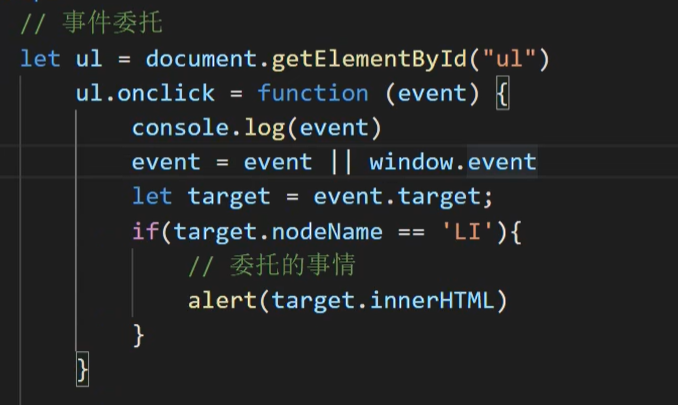 // 事件委托
let ul = document.getElementById("ul")
ul.onclick = function (event) {
console.log(event)
event = event || window.event
let target = event.target;
if(target.nodeName == 'LI'){
// 委托的事情
alert(target.innerHTML)
}
}